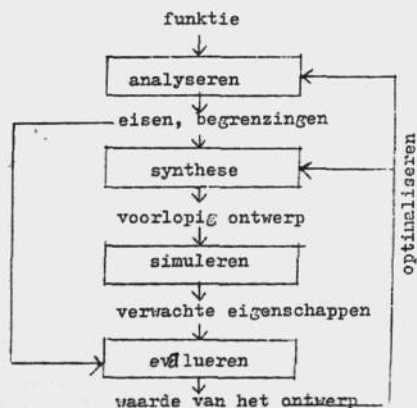 funktie
analyseren
eisen, begrenzingen
synthese
voorlopig ontwerp
simuleren
verwachte eigenschappen
evalueren
waarde van het ontwerp
optimaliseren